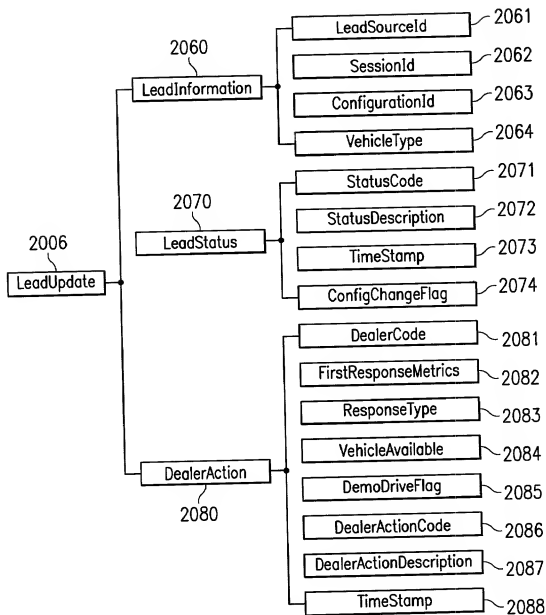 LeadSourceId 2061
2060
SessionId 2062
LeadInformation
ConfigurationId 2063
VehicleType 2064
StatusCode 2071
2070
StatusDescription 2072
LeadStatus
2006
TimeStamp 2073
LeadUpdate
ConfigChangeFlag 2074
DealerCode 2081
FirstResponseMetrics 2082
ResponseType 2083
VehicleAvailable 2084
DealerAction
DemoDriveFlag 2085
2080
DealerActionCode 2086
DealerActionDescription 2087
TimeStamp 2088